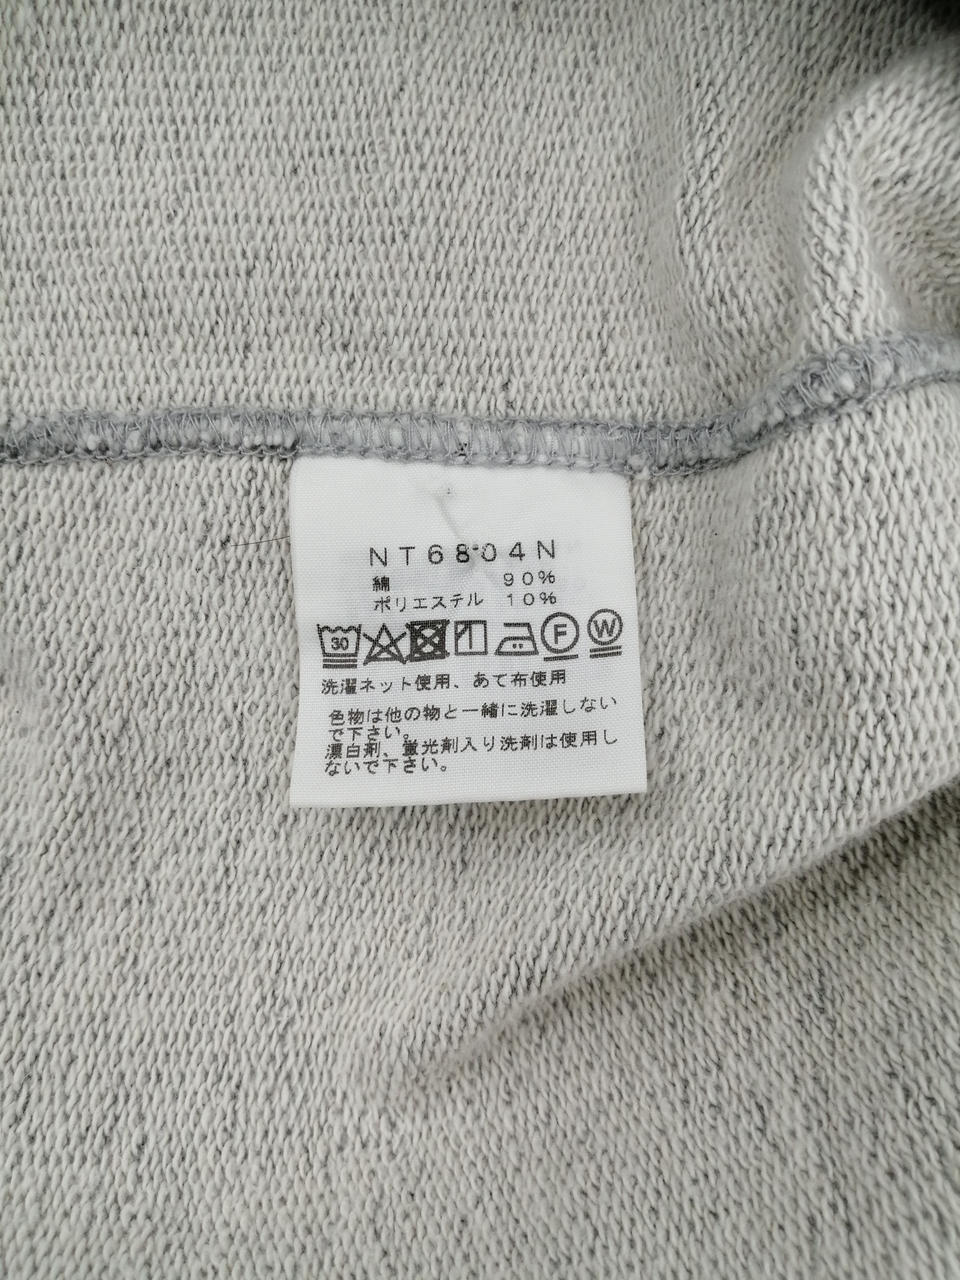 NT6804N
綿 90%
ポリエステル 10%
30 F W
洗濯ネット使用、あて布使用
色物は他の物と一緒に洗濯しない
で下さい。
漂白剤、蛍光剤入り洗剤は使用し
ないで下さい。